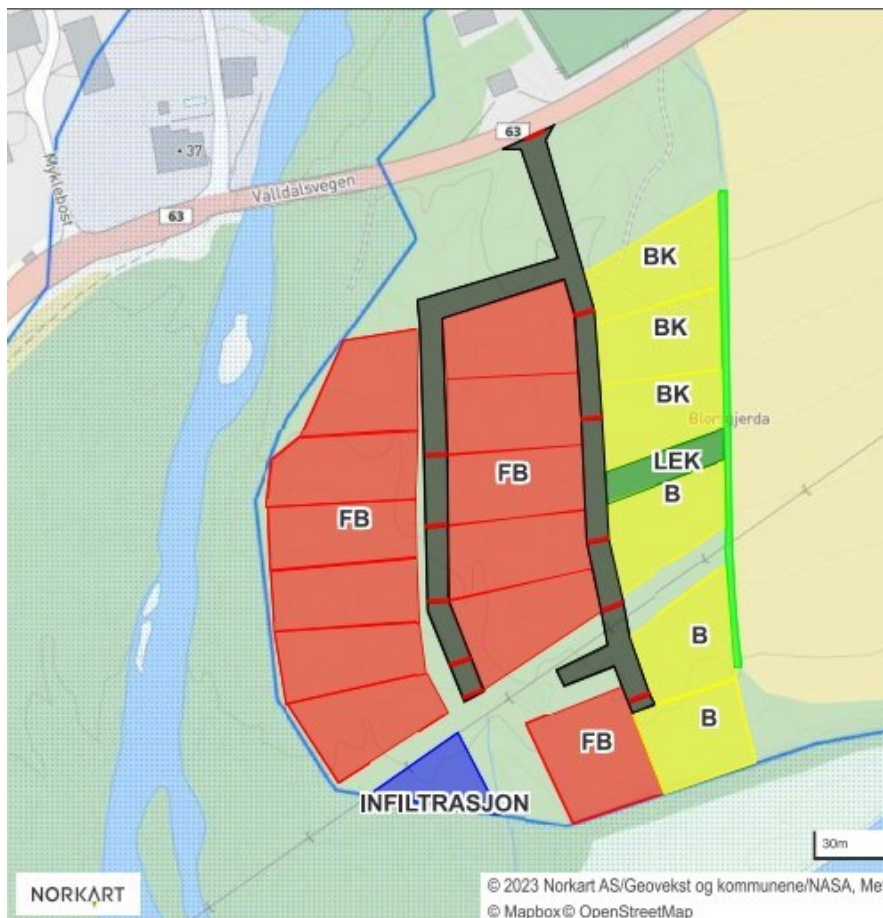 63
Myklebost
37
Valldalsvegen
63
BK
BK
BK
LEK
B
FB
FB
B
FB
B
INFILTRASJON
30m
NORKART
© 2023 Norkart AS/Geovekst og kommunene/NASA, Me
© Mapbox © OpenStreetMap